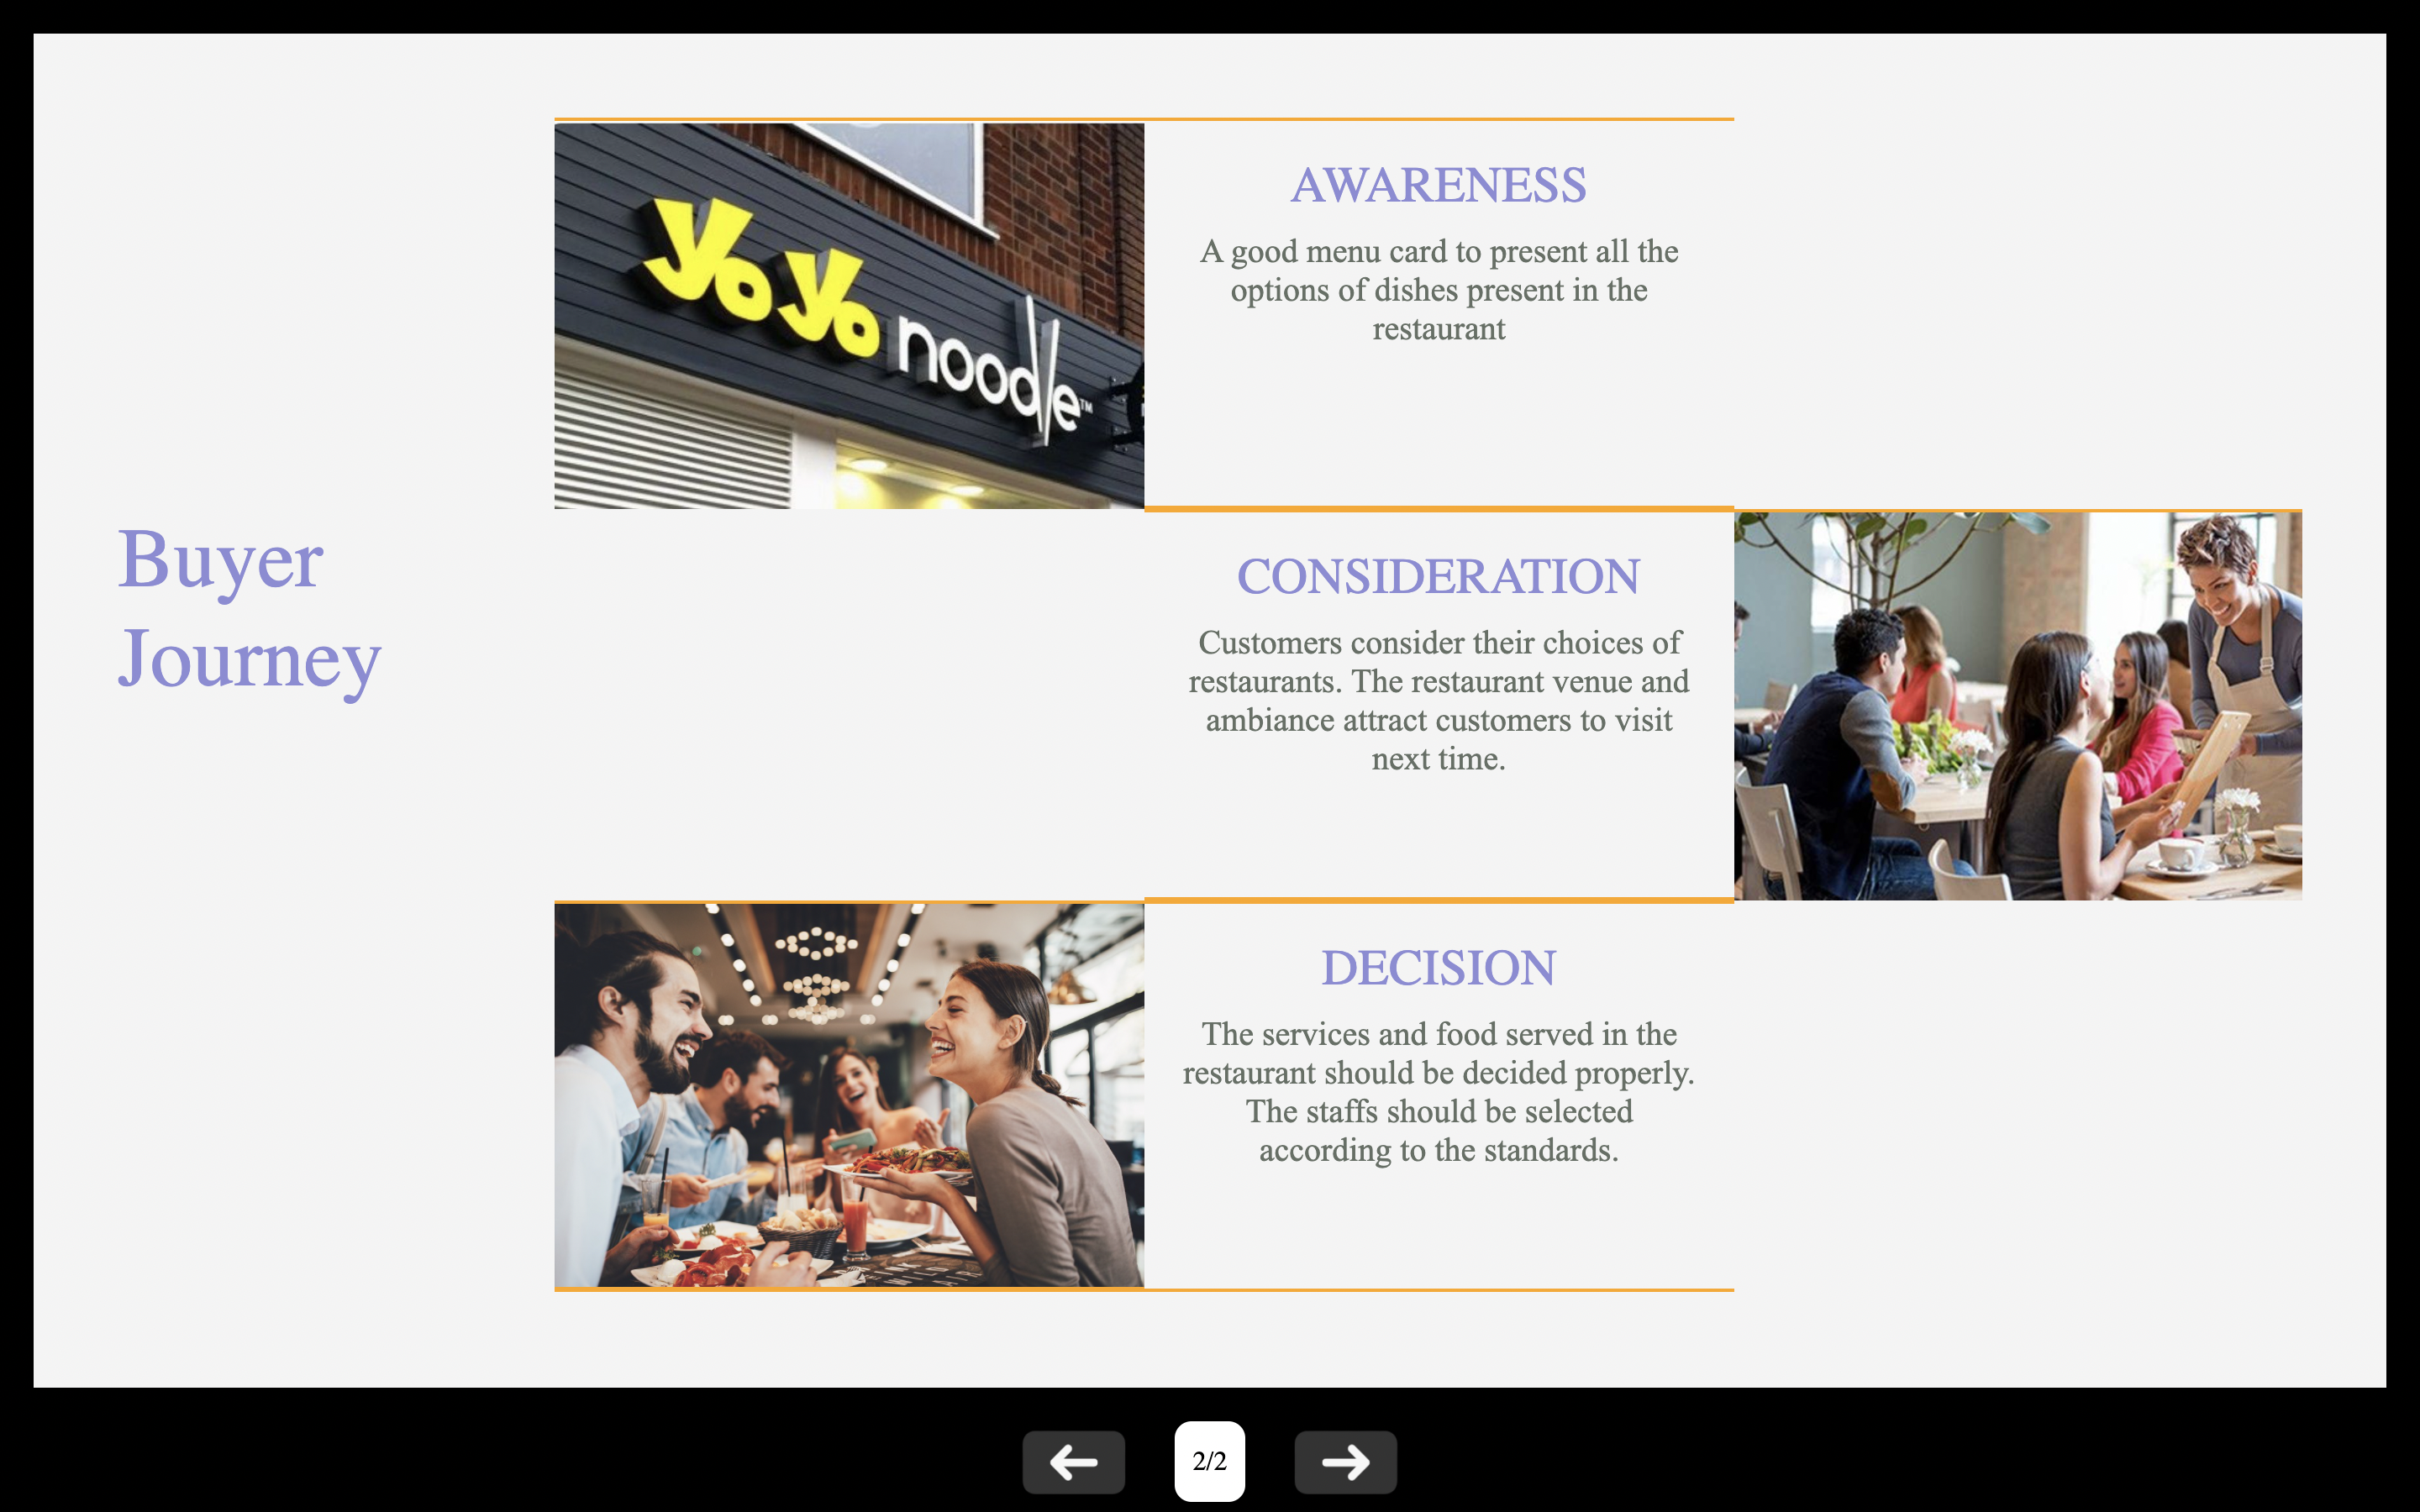 Buyer
Journey
yoyo noodle™
AWARENESS
A good menu card to present all the
options of dishes present in the
restaurant
CONSIDERATION
Customers consider their choices of
restaurants. The restaurant venue and
ambiance attract customers to visit
next time.
DECISION
The services and food served in the
restaurant should be decided properly.
The staffs should be selected
according to the standards.
2/2